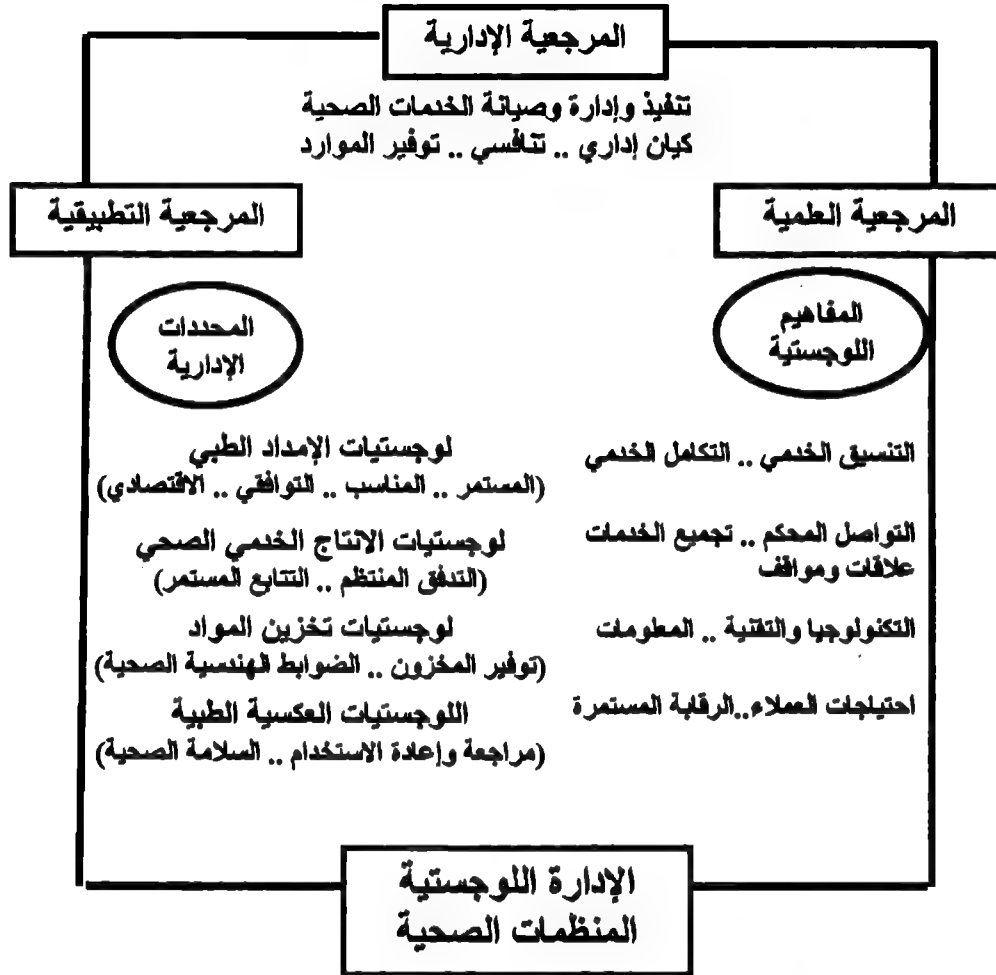 المرجعية الإدارية
تنفيذ وإدارة وصيانة الخدمات الصحية
كيان إداري .. تنافسي .. توفير الموارد
المرجعية العلمية
المرجعية التطبيقية
المفاهيم
اللوجستية
التنسيق الخدمي .. التكامل الخدمي
التواصل المحكم .. تجميع الخدمات
علاقات ومواقف
التكنولوجيا والتقنية .. المعلومات
احتياجات العملاء..الرقابة المستمرة
المحددات
الإدارية
لوجستيات الإمداد الطبي
(المستمر .. المناسب .. التوافقي .. الاقتصادي)
لوجستيات الانتاج الخدمي الصحي
(التدفق المنتظم .. التتابع المستمر)
لوجستيات تخزين المواد
(توفير المخزون .. الضوابط الهندسية الصحية)
اللوجستيات العكسية الطبية
(مراجعة وإعادة الاستخدام .. السلامة الصحية)
الإدارة اللوجستية
المنظمات الصحية